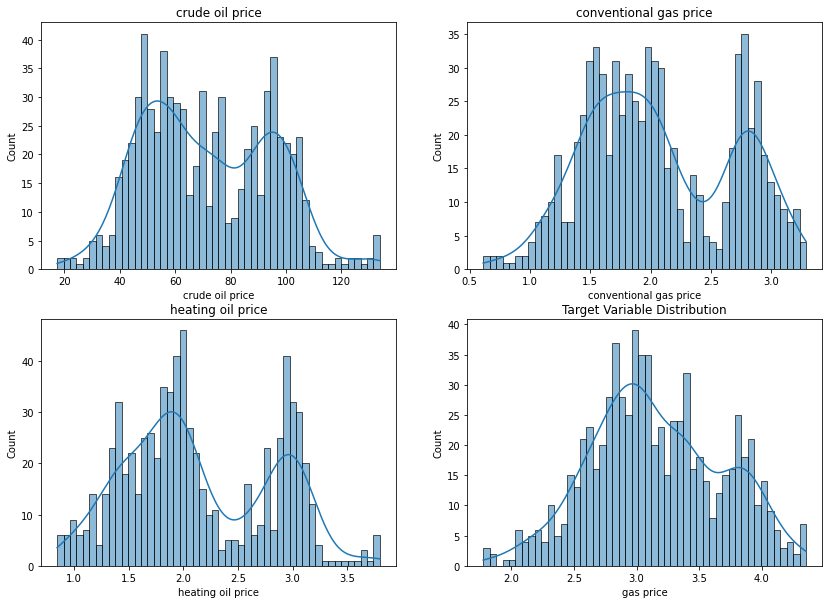 crude oil price
Count
40
35
30
25
20
15
10
5
0
20 40 60 80 100 120
crude oil price
conventional gas price
Count
35
30
25
20
15
10
5
0
0.5 1.0 1.5 2.0 2.5 3.0
conventional gas price
heating oil price
Count
40
30
20
10
0
1.0 1.5 2.0 2.5 3.0 3.5
heating oil price
Target Variable Distribution
Count
40
35
30
25
20
15
10
5
0
2.0 2.5 3.0 3.5 4.0
gas price